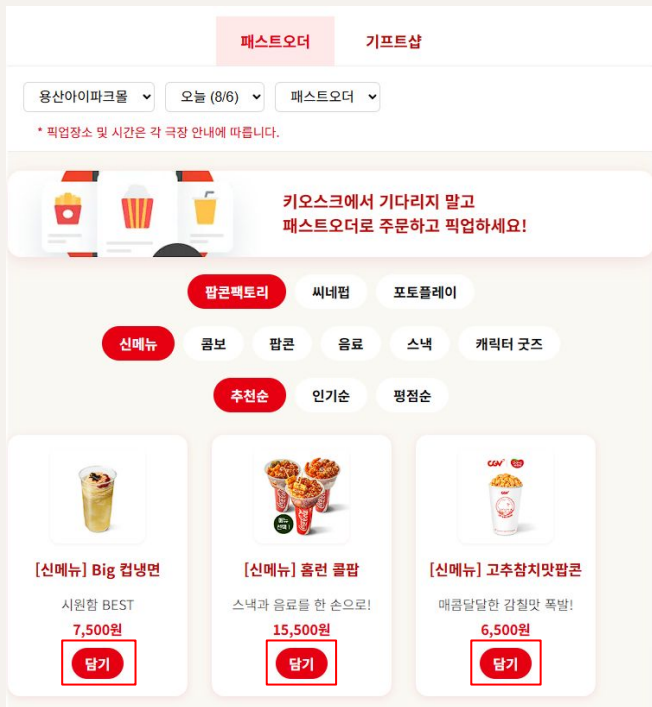 패스트오더 기프트샵
용산아이파크몰 오늘 (8/6) 패스트오더
* 픽업장소 및 시간은 각 극장 안내에 따릅니다.
키오스크에서 기다리지 말고
패스트오더로 주문하고 픽업하세요!
팝콘팩토리 씨네펍 포토플레이
신메뉴 콤보 팝콘 음료 스낵 캐릭터 굿즈
추천순 인기순 평점순
메뉴
선택!
CGV
CGV
[신메뉴] Big 컵냉면 [신메뉴] 홈런 콜팝 [신메뉴] 고추참치맛팝콘
시원함 BEST 스낵과 음료를 한 손으로! 매콤달달한 감칠맛 폭발!
7,500원 15,500원 6,500원
담기 담기 담기